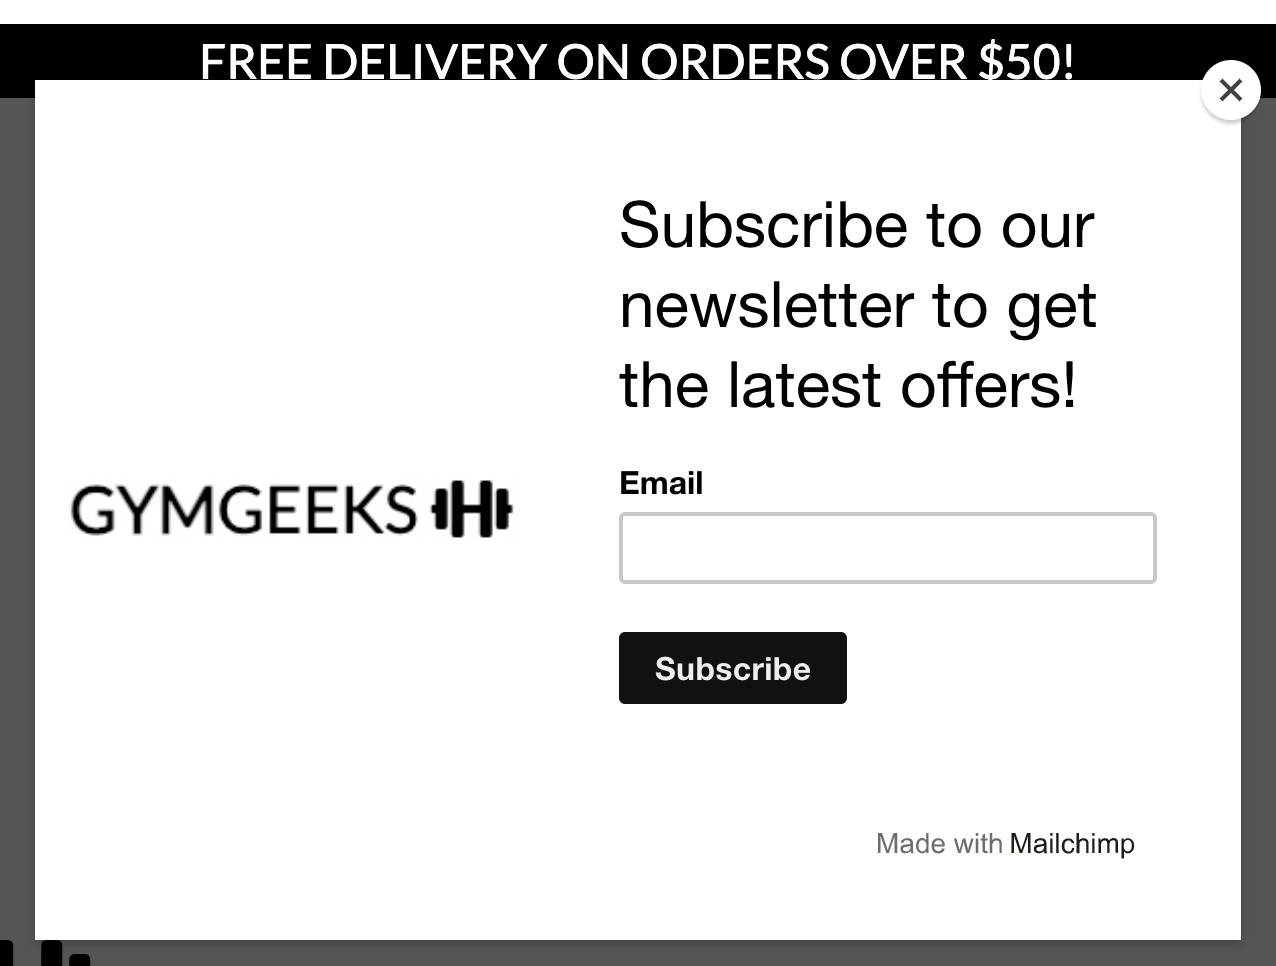 FREE DELIVERY ON ORDERS OVER $50!
Subscribe to our
newsletter to get
the latest offers!
GYMGEEKS
Email
Subscribe
Made with Mailchimp